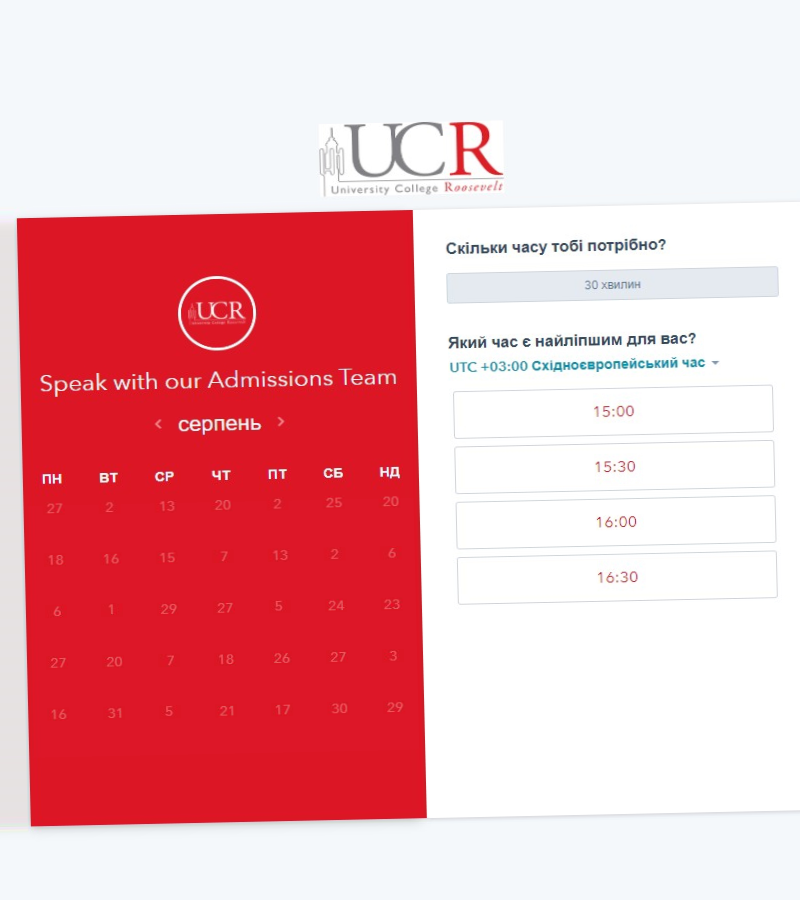 UCR
University College Roosevelt
UCR
Speak with our Admissions Team
серпень
ПН ВТ СР ЧТ ПТ СБ НД
27 2 13 20 2 25 20
18 16 15 7 13 2 6
6 1 29 27 5 24 23
27 20 7 18 26 27 3
16 31 5 21 17 30 29
Скільки часу тобі потрібно?
30 хвилин
Який час є найліпшим для вас?
UTC +03:00 Східноєвропейський час
15:00
15:30
16:00
16:30